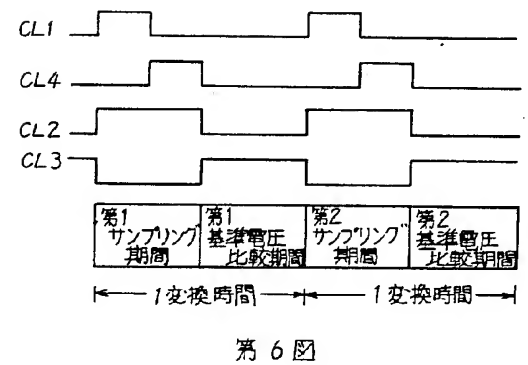 CL1
CL4
CL2
CL3
第1
サンプリング
期間
第1
基準電圧
比較期間
第2
サンプリング
期間
第2
基準電圧
比較期間
1変換時間
1変換時間
第6図